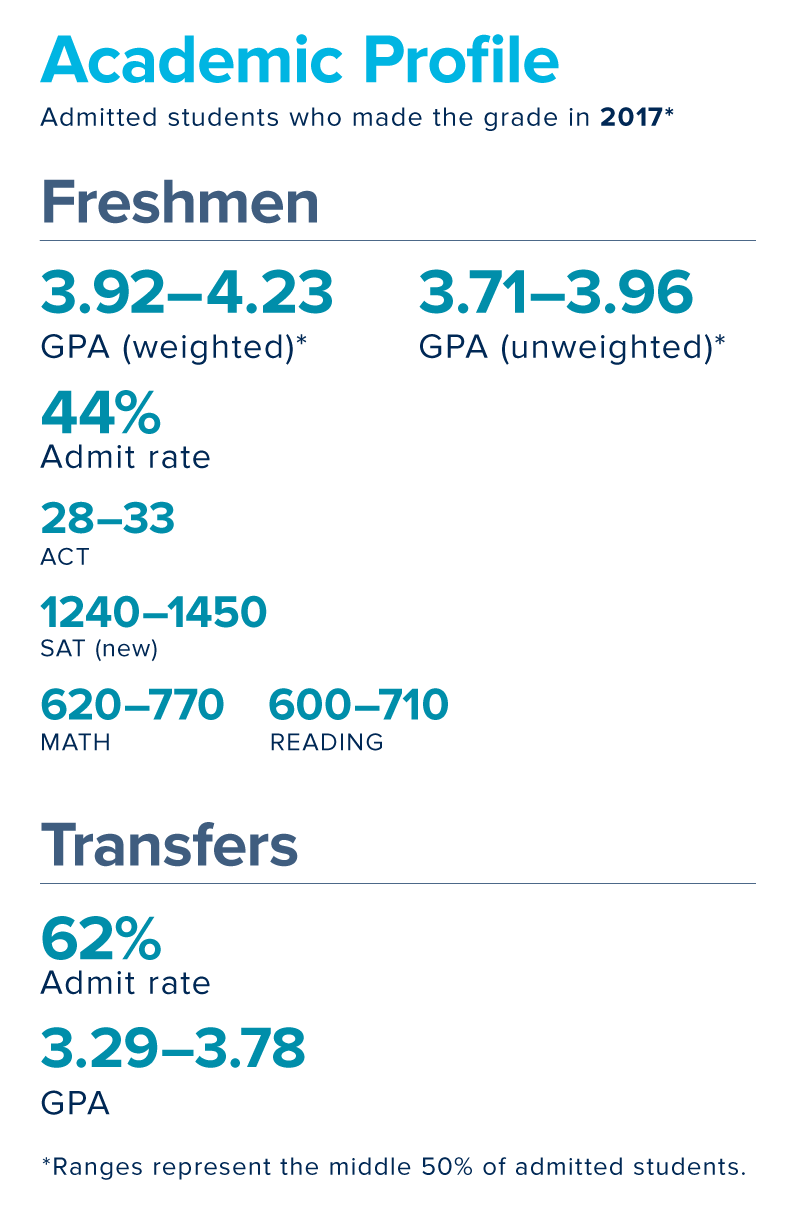 Academic Profile
Admitted students who made the grade in 2017*
Freshmen
3.92–4.23 3.71–3.96
GPA (weighted)* GPA (unweighted)*
44%
Admit rate
28–33
ACT
1240–1450
SAT (new)
620–770 600–710
MATH READING
Transfers
62%
Admit rate
3.29–3.78
GPA
*Ranges represent the middle 50% of admitted students.